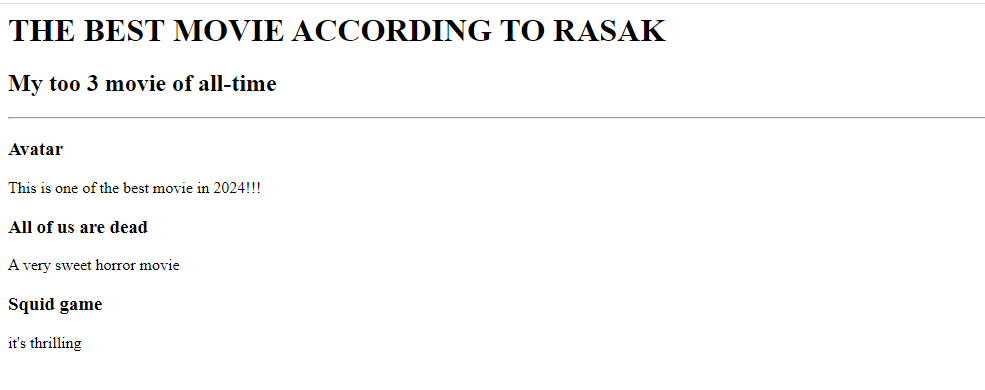 THE BEST MOVIE ACCORDING TO RASAK
My too 3 movie of all-time
Avatar
This is one of the best movie in 2024!!!
All of us are dead
A very sweet horror movie
Squid game
it's thrilling